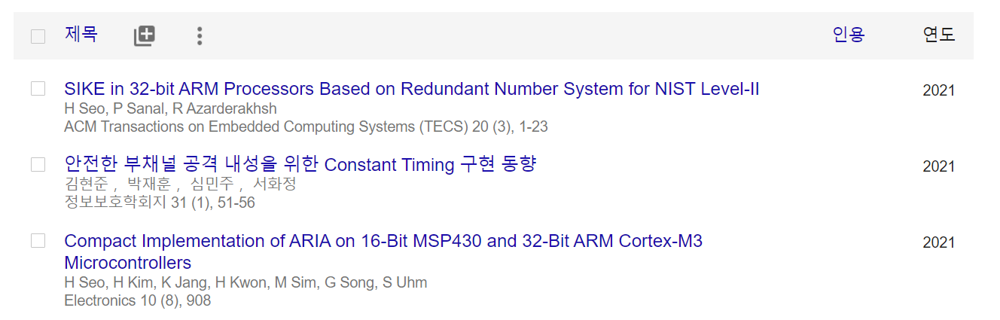 제목 인용 연도
SIKE in 32-bit ARM Processors Based on Redundant Number System for NIST Level-II 2021
H Seo, P Sanal, R Azarderakhsh
ACM Transactions on Embedded Computing Systems (TECS) 20 (3), 1-23
안전한 부채널 공격 내성을 위한 Constant Timing 구현 동향 2021
김현준 , 박재훈 , 심민주 , 서화정
정보보호학회지 31 (1), 51-56
Compact Implementation of ARIA on 16-Bit MSP430 and 32-Bit ARM Cortex-M3 2021
Microcontrollers
H Seo, H Kim, K Jang, H Kwon, M Sim, G Song, S Uhm
Electronics 10 (8), 908